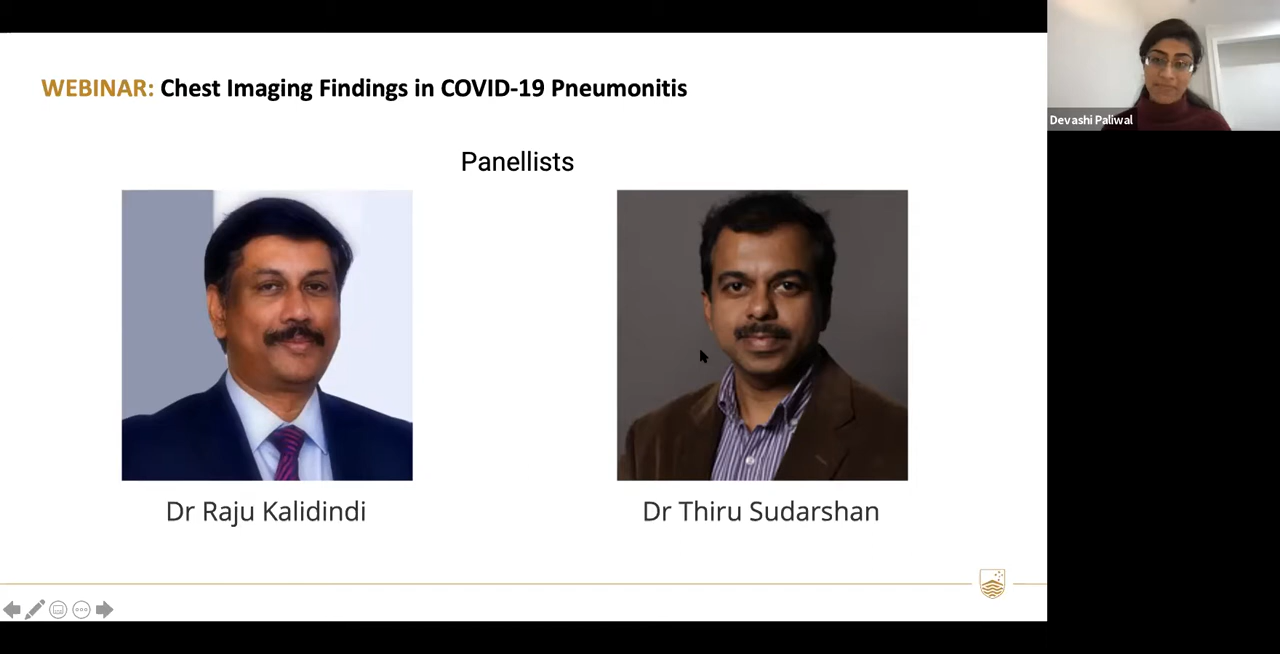 WEBINAR: Chest Imaging Findings in COVID-19 Pneumonitis
Devashi Paliwal
Panellists
Dr Raju Kalidindi
Dr Thiru Sudarshan